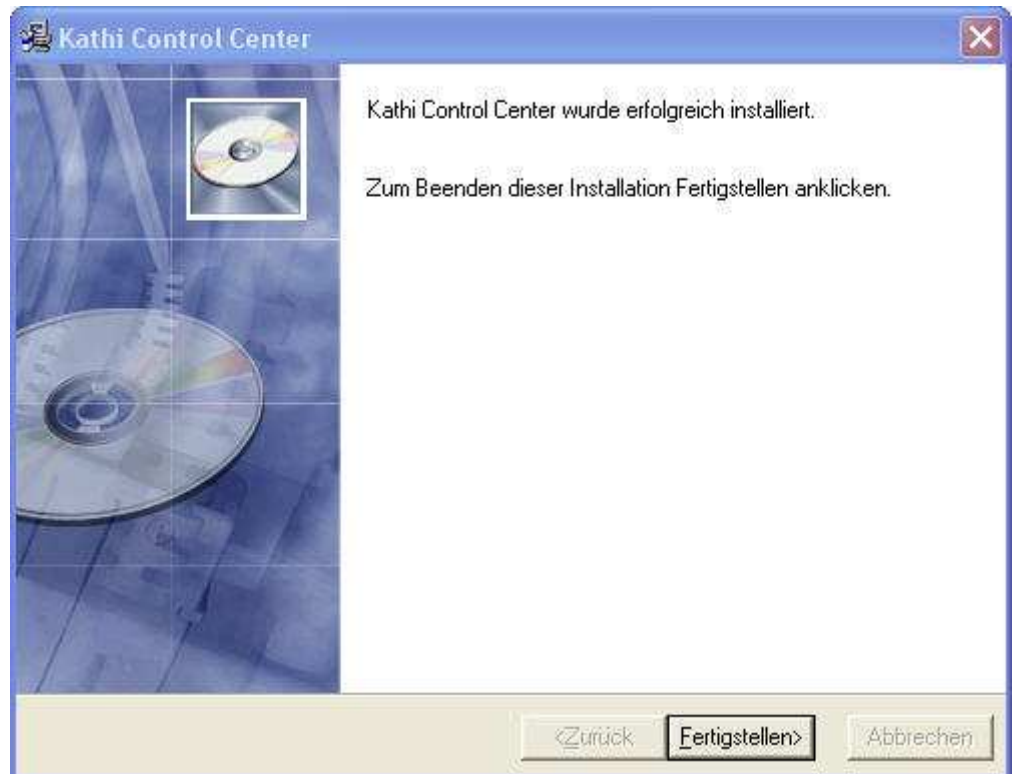 Kathi Control Center
Kathi Control Center wurde erfolgreich installiert.
Zum Beenden dieser Installation Fertigstellen anklicken.
<Zurück
Fertigstellen>
Abbrechen